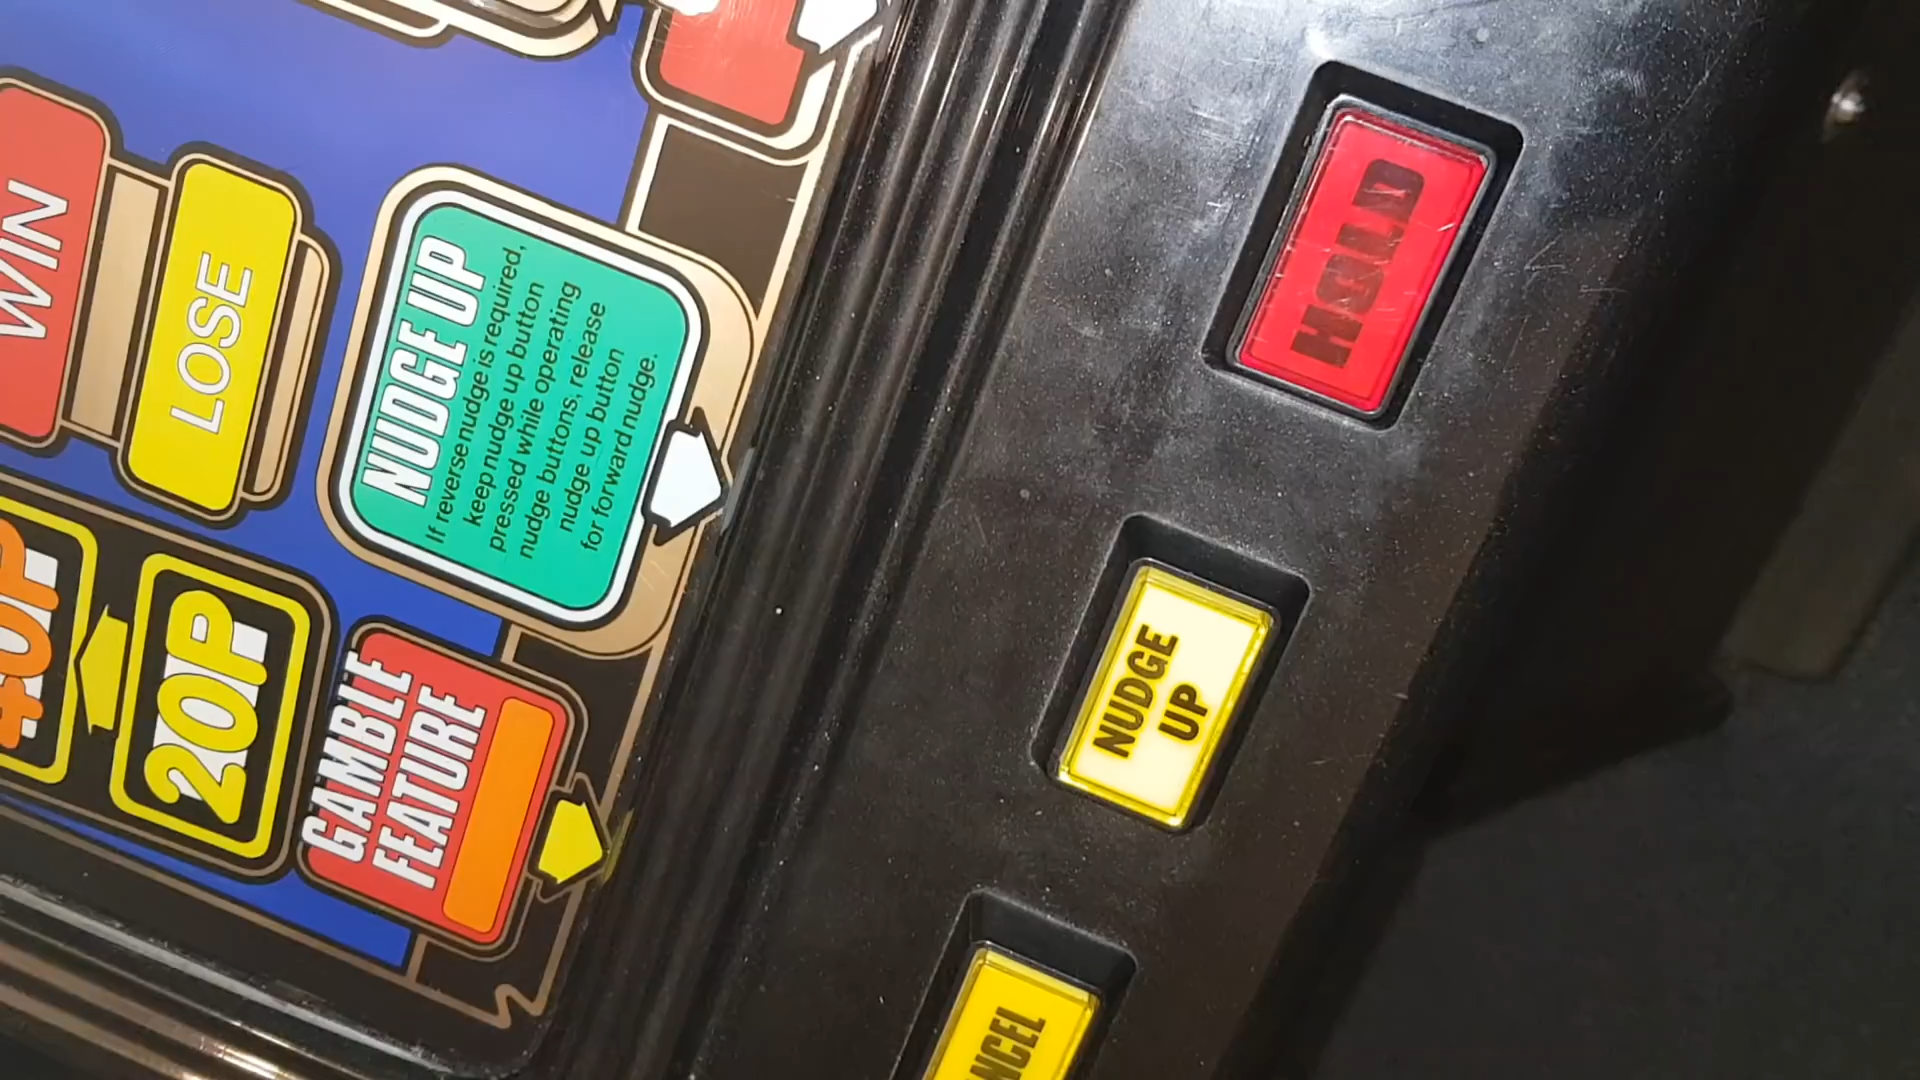 WIN
LOSE
NUDGE UP
If reverse nudge is required,
keep nudge up button
pressed while operating
nudge buttons, release
nudge up button
for forward nudge.
40P
20P
GAMBLE
FEATURE
HOLD
NUDGE
UP
NCEL